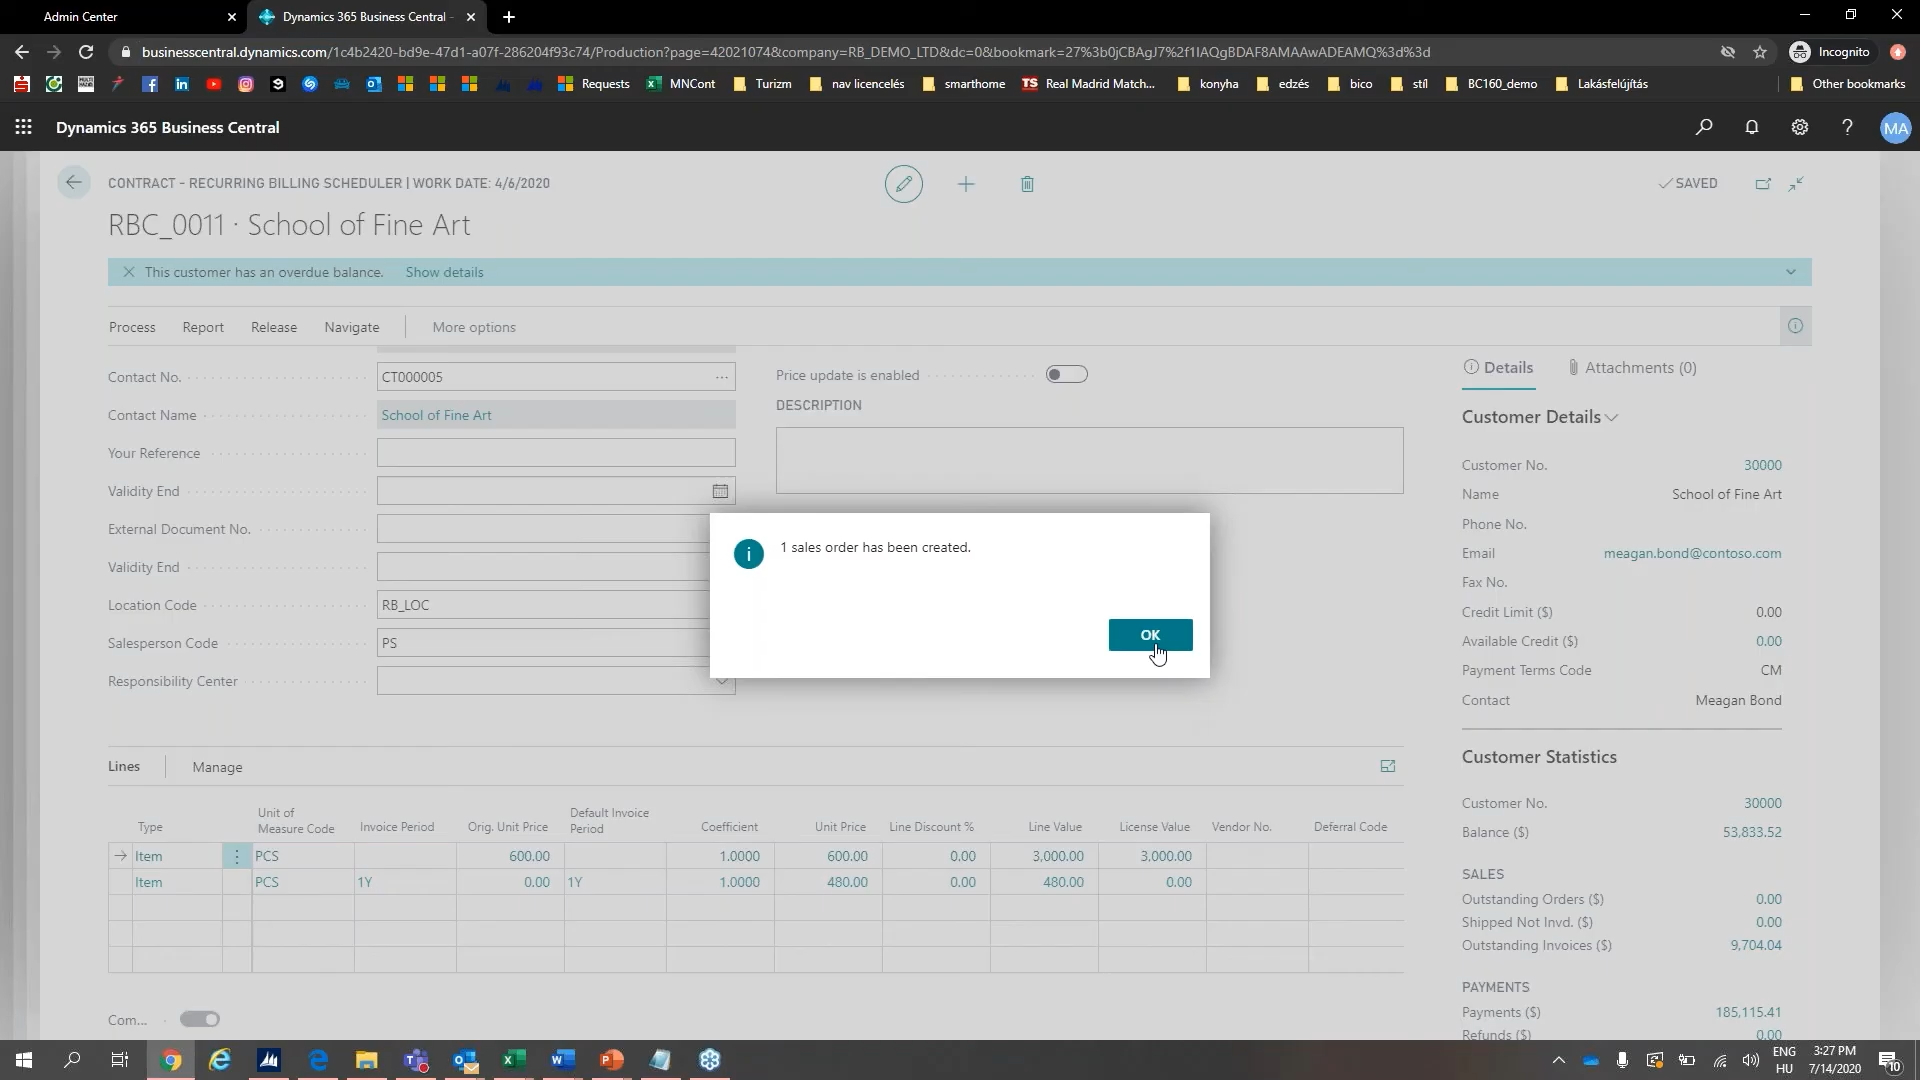 Admin Center
Dynamics 365 Business Central -
businesscentral.dynamics.com/1c4b2420-bd9e-47d1-a07f-286204f93c74/Production?page=42021074&company=RB_DEMO_LTD&dc=0&bookmark=27%3b0jCBAgJ7%2f1IAQgBDAF8AMAAwADEAMQ%3d%3d
Incognito
Requests
MNCont
Turizm
nav licencelés
smarthome
TS Real Madrid Match...
konyha
edzés
bico
stíl
BC160_demo
Lakásfelújítás
Other bookmarks
Dynamics 365 Business Central
MA
CONTRACT - RECURRING BILLING SCHEDULER | WORK DATE: 4/6/2020
SAVED
RBC_0011 · School of Fine Art
This customer has an overdue balance. Show details
Process Report Release Navigate More options
Contact No. CT000005
Contact Name School of Fine Art
Your Reference
Validity End
External Document No.
Validity End
Location Code RB_LOC
Salesperson Code PS
Responsibility Center
Price update is enabled
DESCRIPTION
1 sales order has been created.
OK
Details Attachments (0)
Customer Details
Customer No. 30000
Name School of Fine Art
Phone No.
Email meagan.bond@contoso.com
Fax No.
Credit Limit ($) 0.00
Available Credit ($) 0.00
Payment Terms Code CM
Contact Meagan Bond
Customer Statistics
Customer No. 30000
Balance ($) 53,833.52
SALES
Outstanding Orders ($) 0.00
Shipped Not Invd. ($) 0.00
Outstanding Invoices ($) 9,704.04
PAYMENTS
Payments ($) 185,115.41
Refunds ($) 0.00
Lines Manage
Type Unit of Measure Code Invoice Period Orig. Unit Price Default Invoice Period Coefficient Unit Price Line Discount % Line Value License Value Vendor No. Deferral Code
Item PCS 600.00 1.0000 600.00 0.00 3,000.00 3,000.00
Item PCS 1Y 0.00 1Y 1.0000 480.00 0.00 480.00 0.00
Com...
ENG
HU
3:27 PM
7/14/2020
10